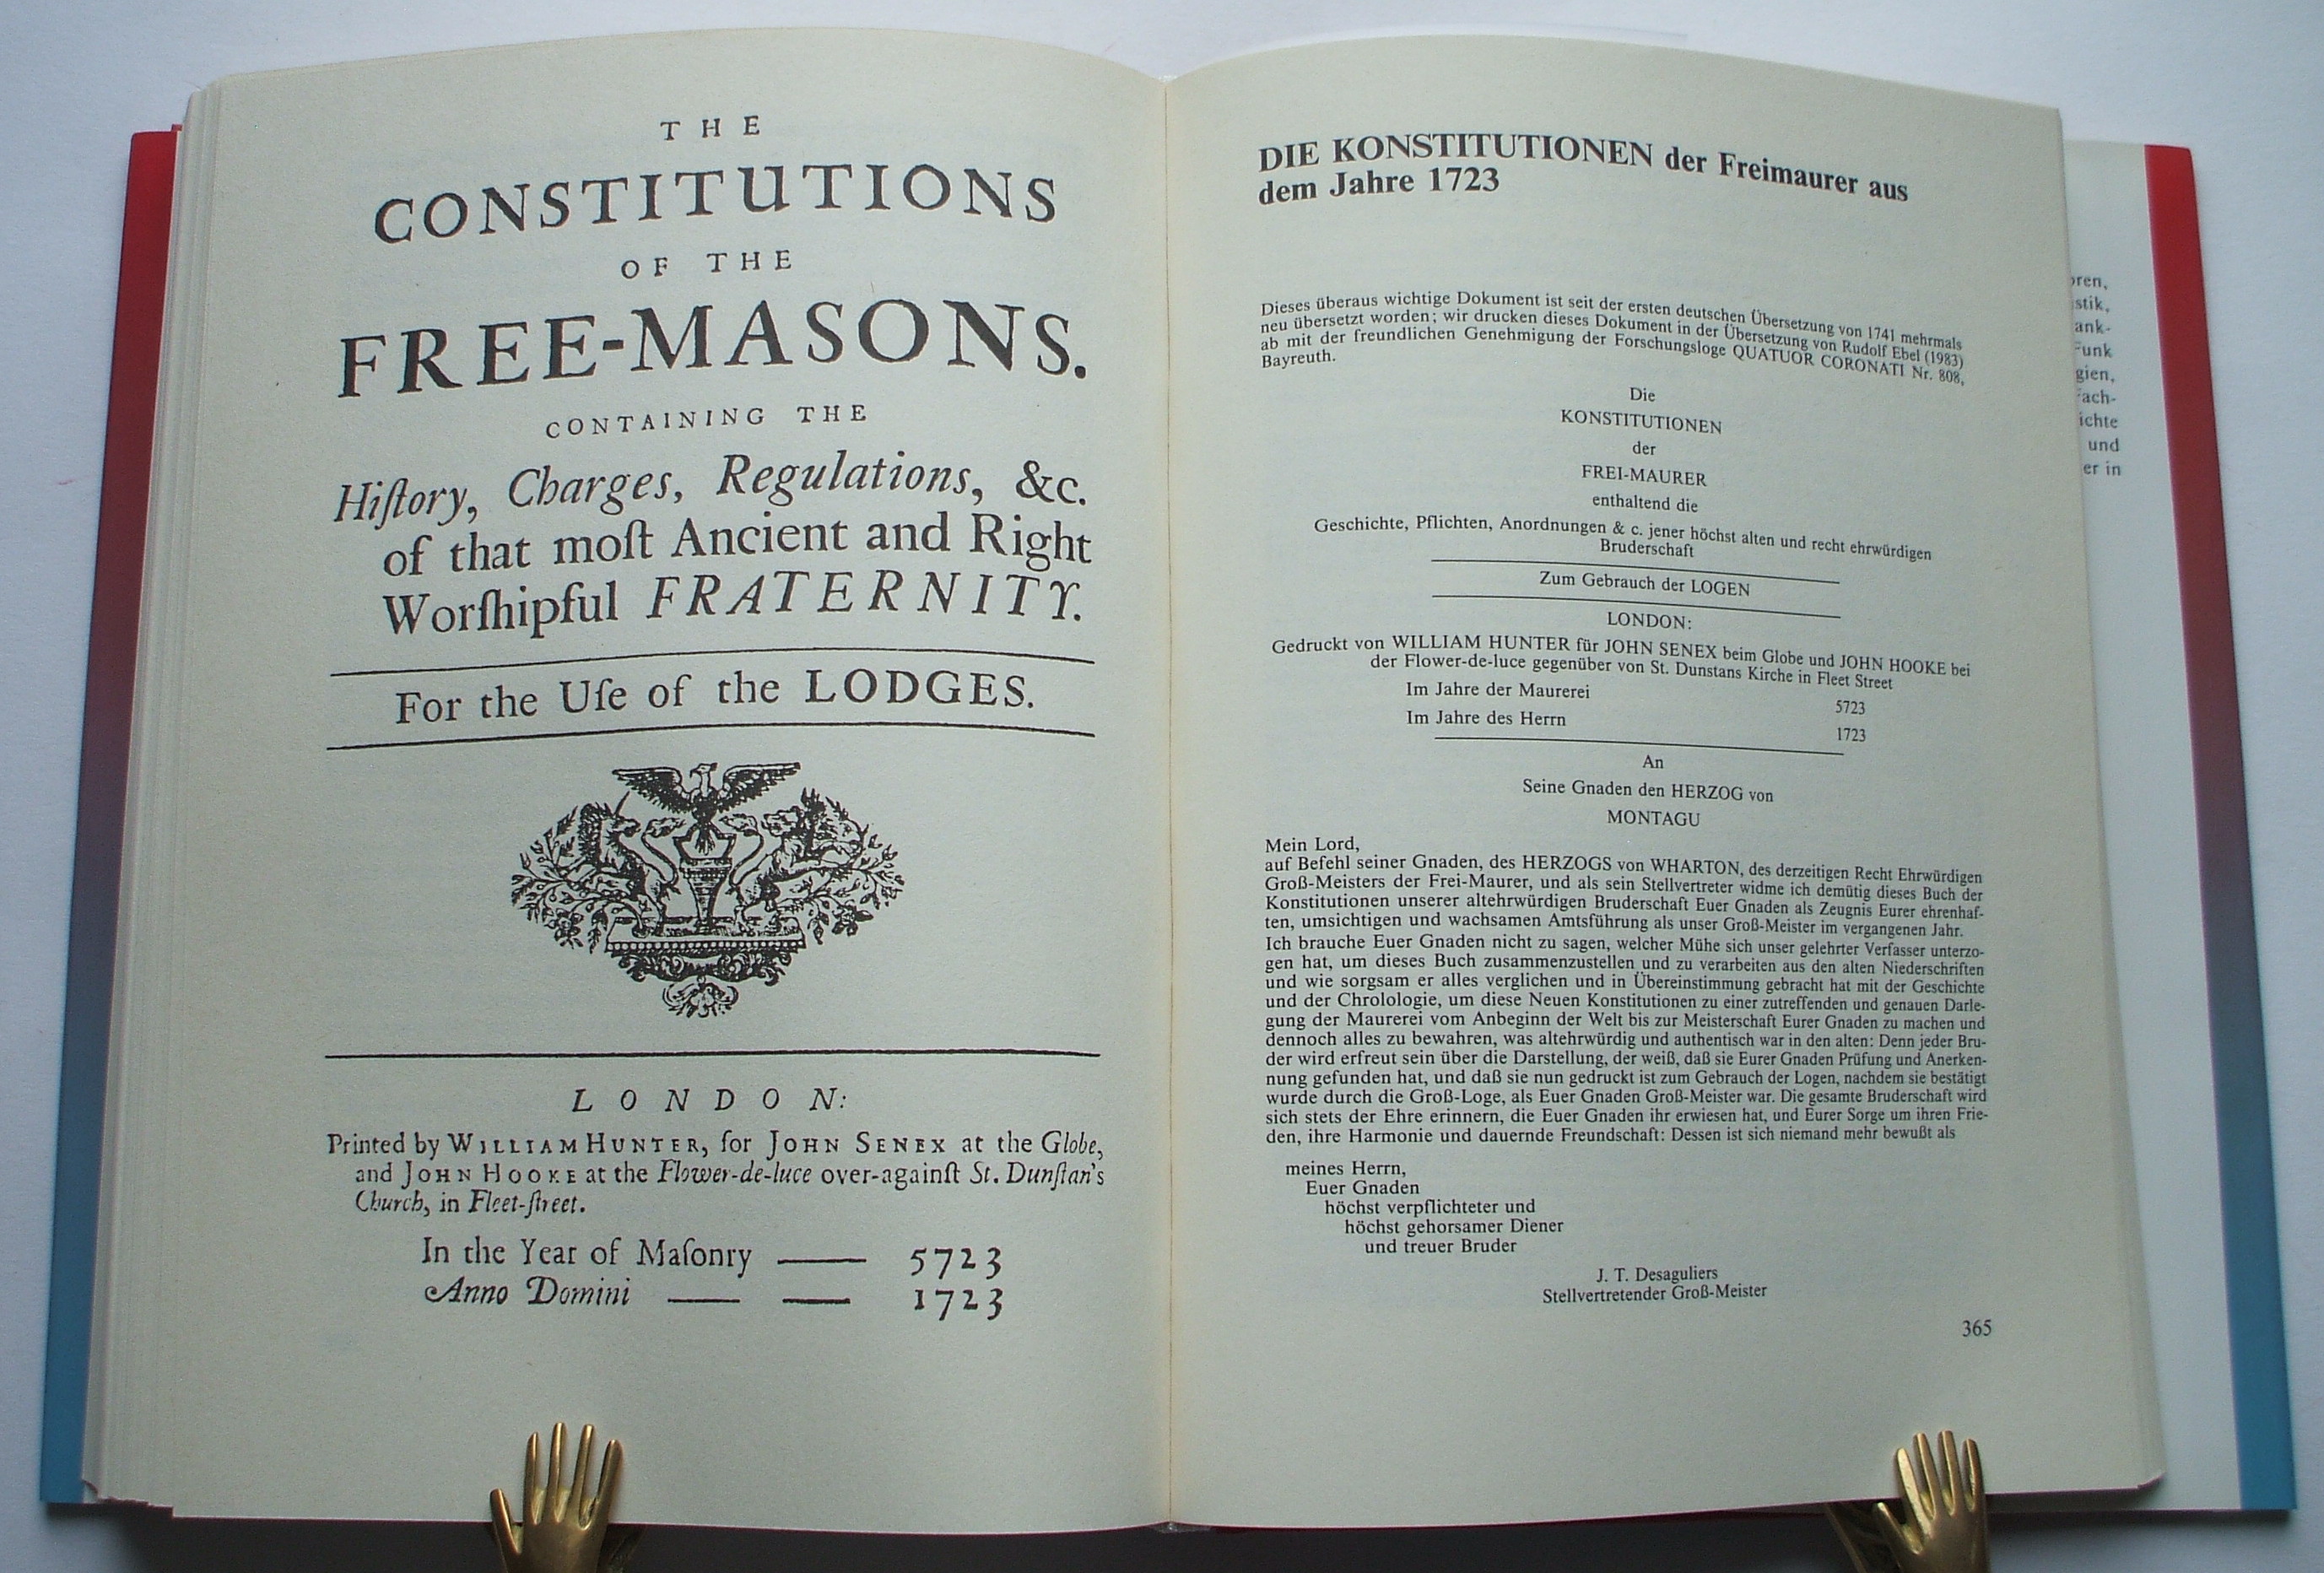 THE
CONSTITUTIONS
OF THE
FREE-MASONS.
CONTAINING THE
Hiſtory, Charges, Regulations, &c.
of that moſt Ancient and Right
Worſhipful FRATERNITY.
For the Uſe of the LODGES.
LONDON:
Printed by WILLIAM HUNTER, for JOHN SENEX at the Globe,
and JOHN HOOKE at the Flower-de-luce over-againſt St. Dunſtan's
Church, in Fleet-ſtreet.
In the Year of Maſonry —— 5723
Anno Domini — — 1723
DIE KONSTITUTIONEN der Freimaurer aus
dem Jahre 1723
Dieses überaus wichtige Dokument ist seit der ersten deutschen Übersetzung von 1741 mehrmals
neu übersetzt worden; wir drucken dieses Dokument in der Übersetzung von Rudolf Ebel (1983)
ab mit der freundlichen Genehmigung der Forschungsloge QUATUOR CORONATI Nr. 808,
Bayreuth.
Die
KONSTITUTIONEN
der
FREI-MAURER
enthaltend die
Geschichte, Pflichten, Anordnungen & c. jener höchst alten und recht ehrwürdigen
Bruderschaft
Zum Gebrauch der LOGEN
LONDON:
Gedruckt von WILLIAM HUNTER für JOHN SENEX beim Globe und JOHN HOOKE bei
der Flower-de-luce gegenüber von St. Dunstans Kirche in Fleet Street
Im Jahre der Maurerei 5723
Im Jahre des Herrn 1723
An
Seine Gnaden den HERZOG von
MONTAGU
Mein Lord,
auf Befehl seiner Gnaden, des HERZOGS von WHARTON, des derzeitigen Recht Ehrwürdigen
Groß-Meisters der Frei-Maurer, und als sein Stellvertreter widme ich demütig dieses Buch der
Konstitutionen unserer altehrwürdigen Bruderschaft Euer Gnaden als Zeugnis Eurer ehrenhaf-
ten, umsichtigen und wachsamen Amtsführung als unser Groß-Meister im vergangenen Jahr.
Ich brauche Euer Gnaden nicht zu sagen, welcher Mühe sich unser gelehrter Verfasser unterzo-
gen hat, um dieses Buch zusammenzustellen und zu verarbeiten aus den alten Niederschriften
und wie sorgsam er alles verglichen und in Übereinstimmung gebracht hat mit der Geschichte
und der Chrolologie, um diese Neuen Konstitutionen zu einer zutreffenden und genauen Darle-
gung der Maurerei vom Anbeginn der Welt bis zur Meisterschaft Eurer Gnaden zu machen und
dennoch alles zu bewahren, was altehrwürdig und authentisch war in den alten: Denn jeder Bru-
der wird erfreut sein über die Darstellung, der weiß, daß sie Eurer Gnaden Prüfung und Anerken-
nung gefunden hat, und daß sie nun gedruckt ist zum Gebrauch der Logen, nachdem sie bestätigt
wurde durch die Groß-Loge, als Euer Gnaden Groß-Meister war. Die gesamte Bruderschaft wird
sich stets der Ehre erinnern, die Euer Gnaden ihr erwiesen hat, und Eurer Sorge um ihren Frie-
den, ihre Harmonie und dauernde Freundschaft: Dessen ist sich niemand mehr bewußt als
meines Herrn,
Euer Gnaden
höchst verpflichteter und
höchst gehorsamer Diener
und treuer Bruder
J. T. Desaguliers
Stellvertretender Groß-Meister
365
und
er in